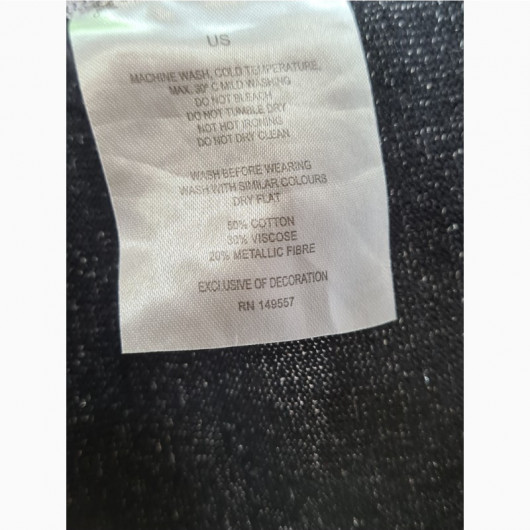 US
MACHINE WASH, COLD TEMPERATURE,
MAX. 30° C MILD WASHING
DO NOT BLEACH
DO NOT TUMBLE DRY
NOT HOT IRONING
DO NOT DRY CLEAN
WASH BEFORE WEARING
WASH WITH SIMILAR COLOURS
DRY FLAT
50% COTTON
30% VISCOSE
20% METALLIC FIBRE
EXCLUSIVE OF DECORATION
RN 149557